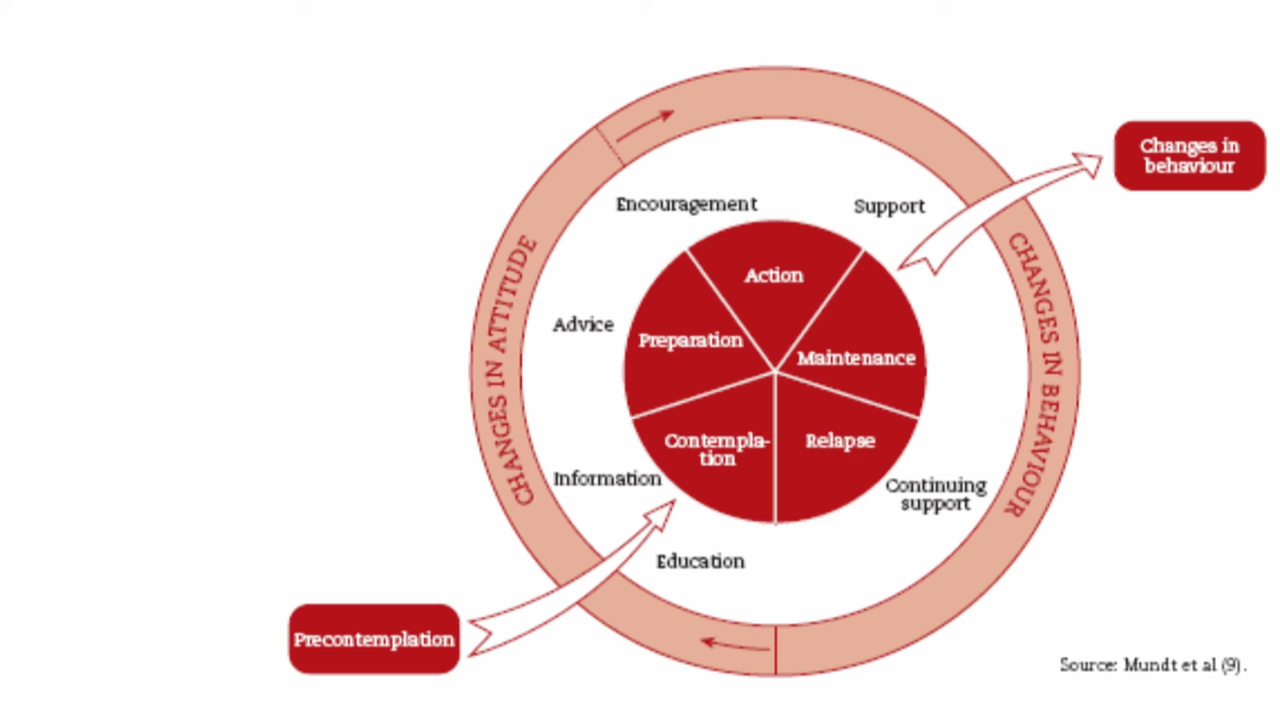 Changes in
behaviour
Encouragement
Support
CHANGES IN ATTITUDE
CHANGES IN BEHAVIOUR
Action
Advice
Preparation
Maintenance
Contempla-
tion
Relapse
Information
Continuing
support
Education
Precontemplation
Source: Mundt et al (9).